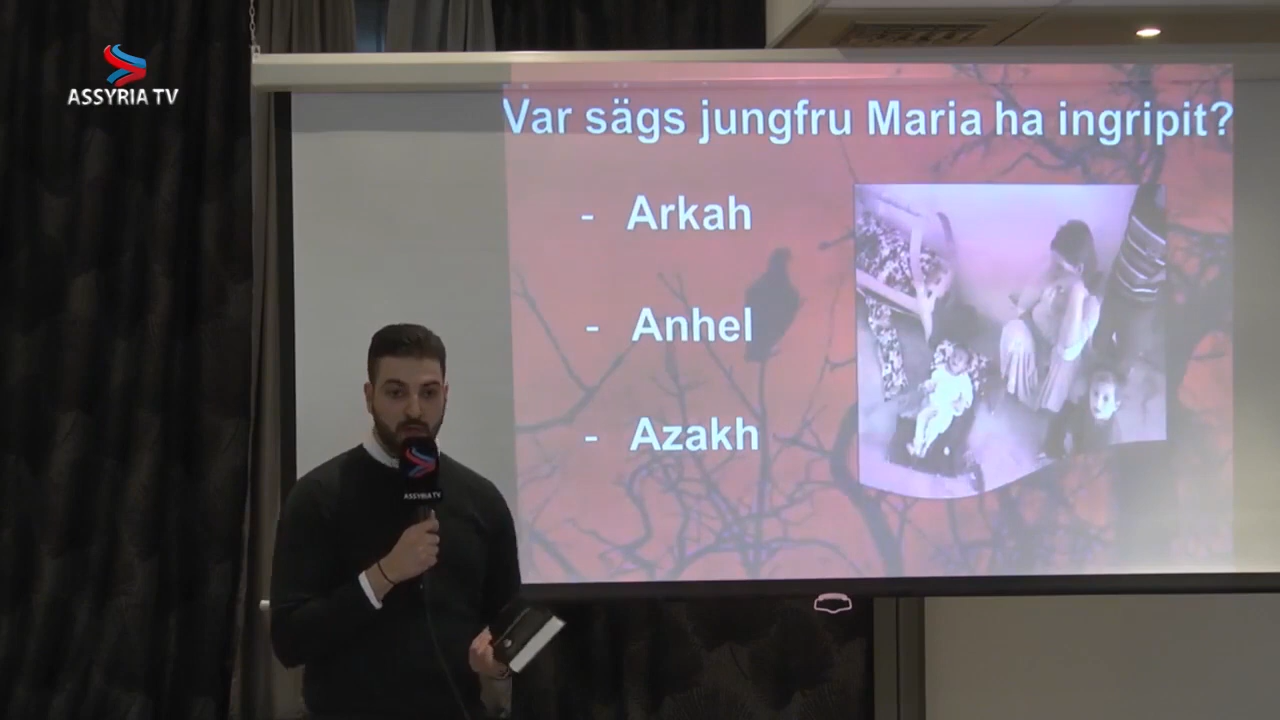 ASSYRIA TV
Var sägs jungfru Maria ha ingripit?
- Arkah
- Anhel
- Azakh
ASSYRIA TV